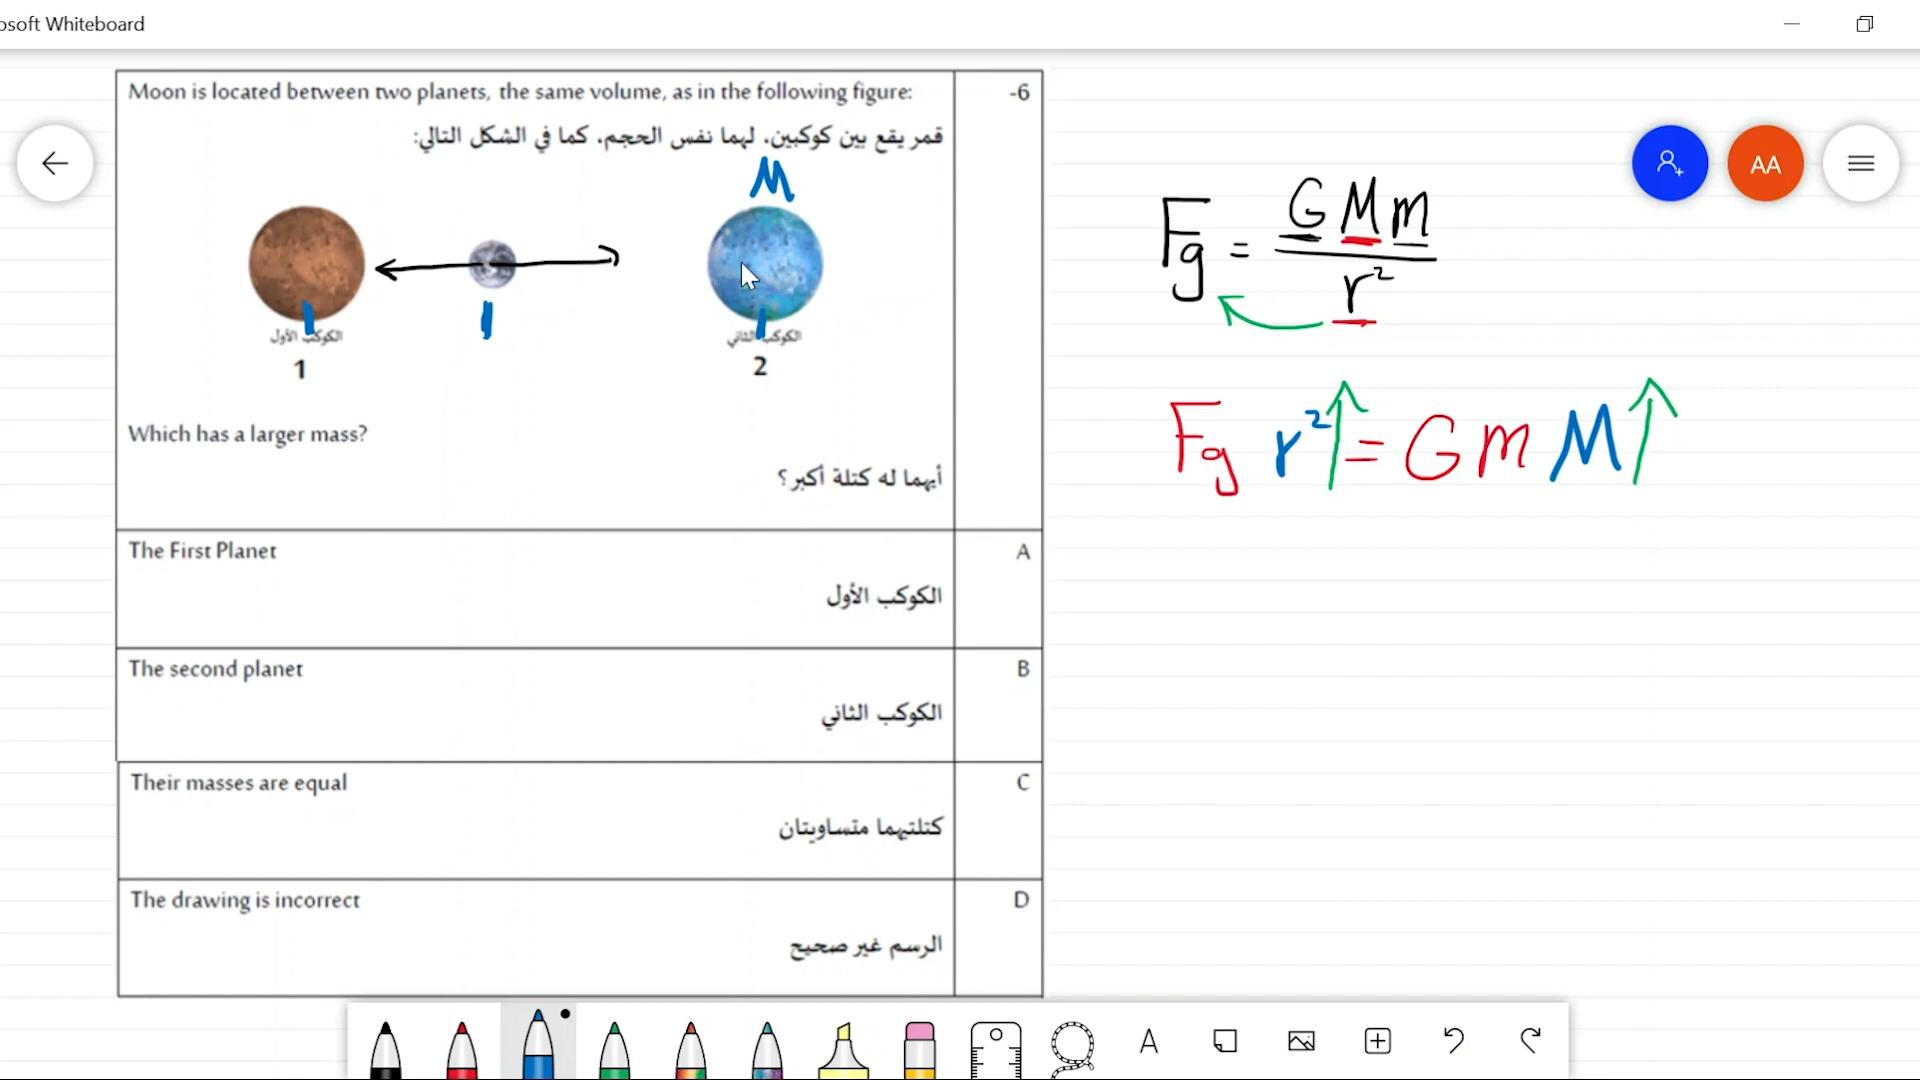 osoft Whiteboard
Moon is located between two planets, the same volume, as in the following figure:
-6
قمر يقع بين كوكبين، لهما نفس الحجم، كما في الشكل التالي:
M
الكوكب الأول
الكوكب الثاني
1
2
Which has a larger mass?
أيهما له كتلة أكبر؟
The First Planet
A
الكوكب الأول
The second planet
B
الكوكب الثاني
Their masses are equal
C
كتلتيهما متساويتان
The drawing is incorrect
D
الرسم غير صحيح
AA
Fg = G M m
r²
Fg r² = G m M
A